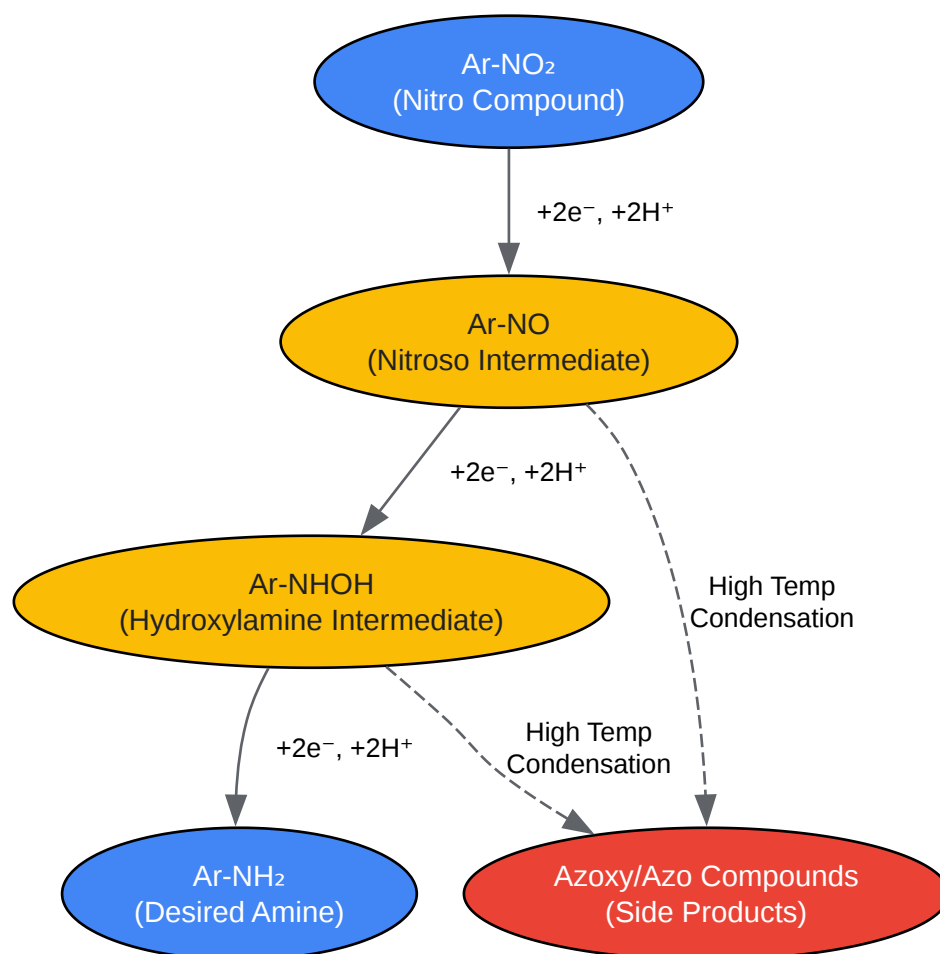 Ar-NO₂
(Nitro Compound)
+2e⁻, +2H⁺
Ar-NO
(Nitroso Intermediate)
+2e⁻, +2H⁺
Ar-NHOH
(Hydroxylamine Intermediate)
High Temp
Condensation
+2e⁻, +2H⁺
High Temp
Condensation
Ar-NH₂
(Desired Amine)
Azoxy/Azo Compounds
(Side Products)